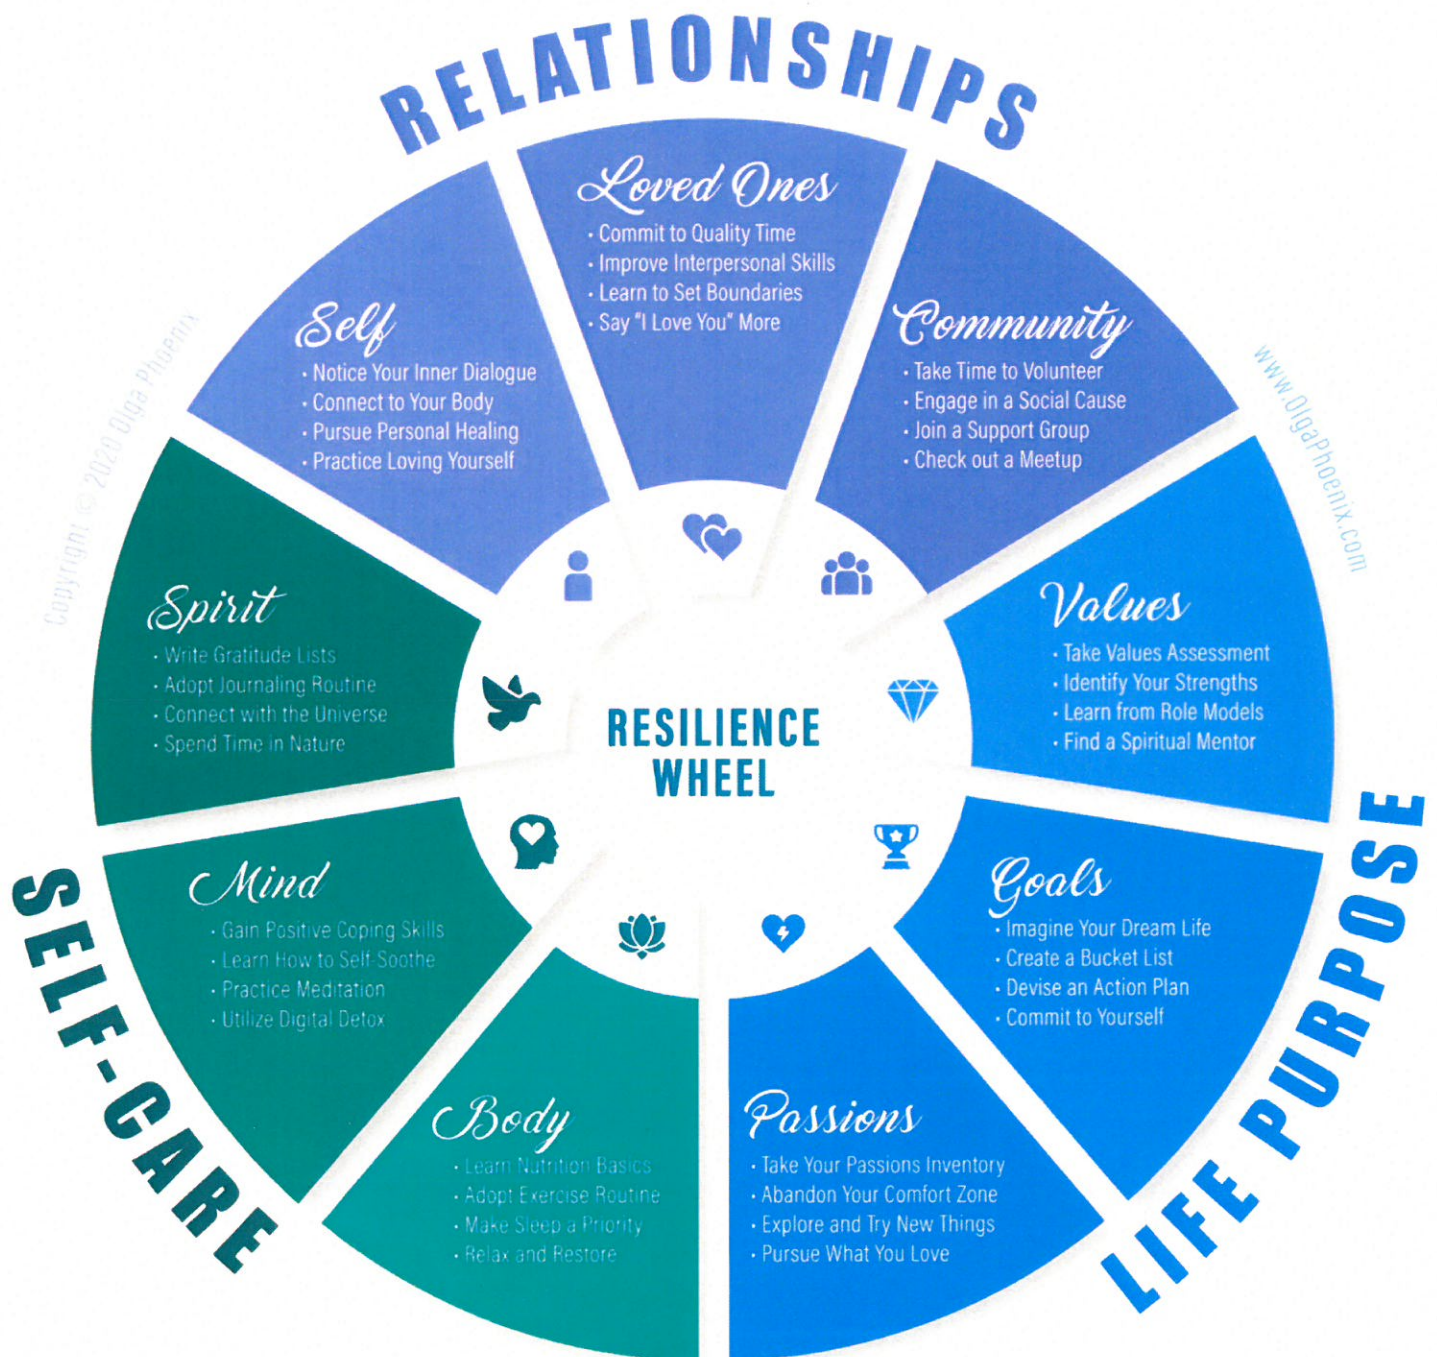 RELATIONSHIPS
Loved Ones
• Commit to Quality Time
• Improve Interpersonal Skills
• Learn to Set Boundaries
• Say "I Love You" More
Self
• Notice Your Inner Dialogue
• Connect to Your Body
• Pursue Personal Healing
• Practice Loving Yourself
Community
• Take Time to Volunteer
• Engage in a Social Cause
• Join a Support Group
• Check out a Meetup
Copyright © 2020 Olga Phoenix
www.OlgaPhoenix.com
Spirit
• Write Gratitude Lists
• Adopt Journaling Routine
• Connect with the Universe
• Spend Time in Nature
Values
• Take Values Assessment
• Identify Your Strengths
• Learn from Role Models
• Find a Spiritual Mentor
RESILIENCE
WHEEL
Mind
• Gain Positive Coping Skills
• Learn How to Self-Soothe
• Practice Meditation
• Utilize Digital Detox
Goals
• Imagine Your Dream Life
• Create a Bucket List
• Devise an Action Plan
• Commit to Yourself
SELF-CARE
LIFE PURPOSE
Body
• Learn Nutrition Basics
• Adopt Exercise Routine
• Make Sleep a Priority
• Relax and Restore
Passions
• Take Your Passions Inventory
• Abandon Your Comfort Zone
• Explore and Try New Things
• Pursue What You Love